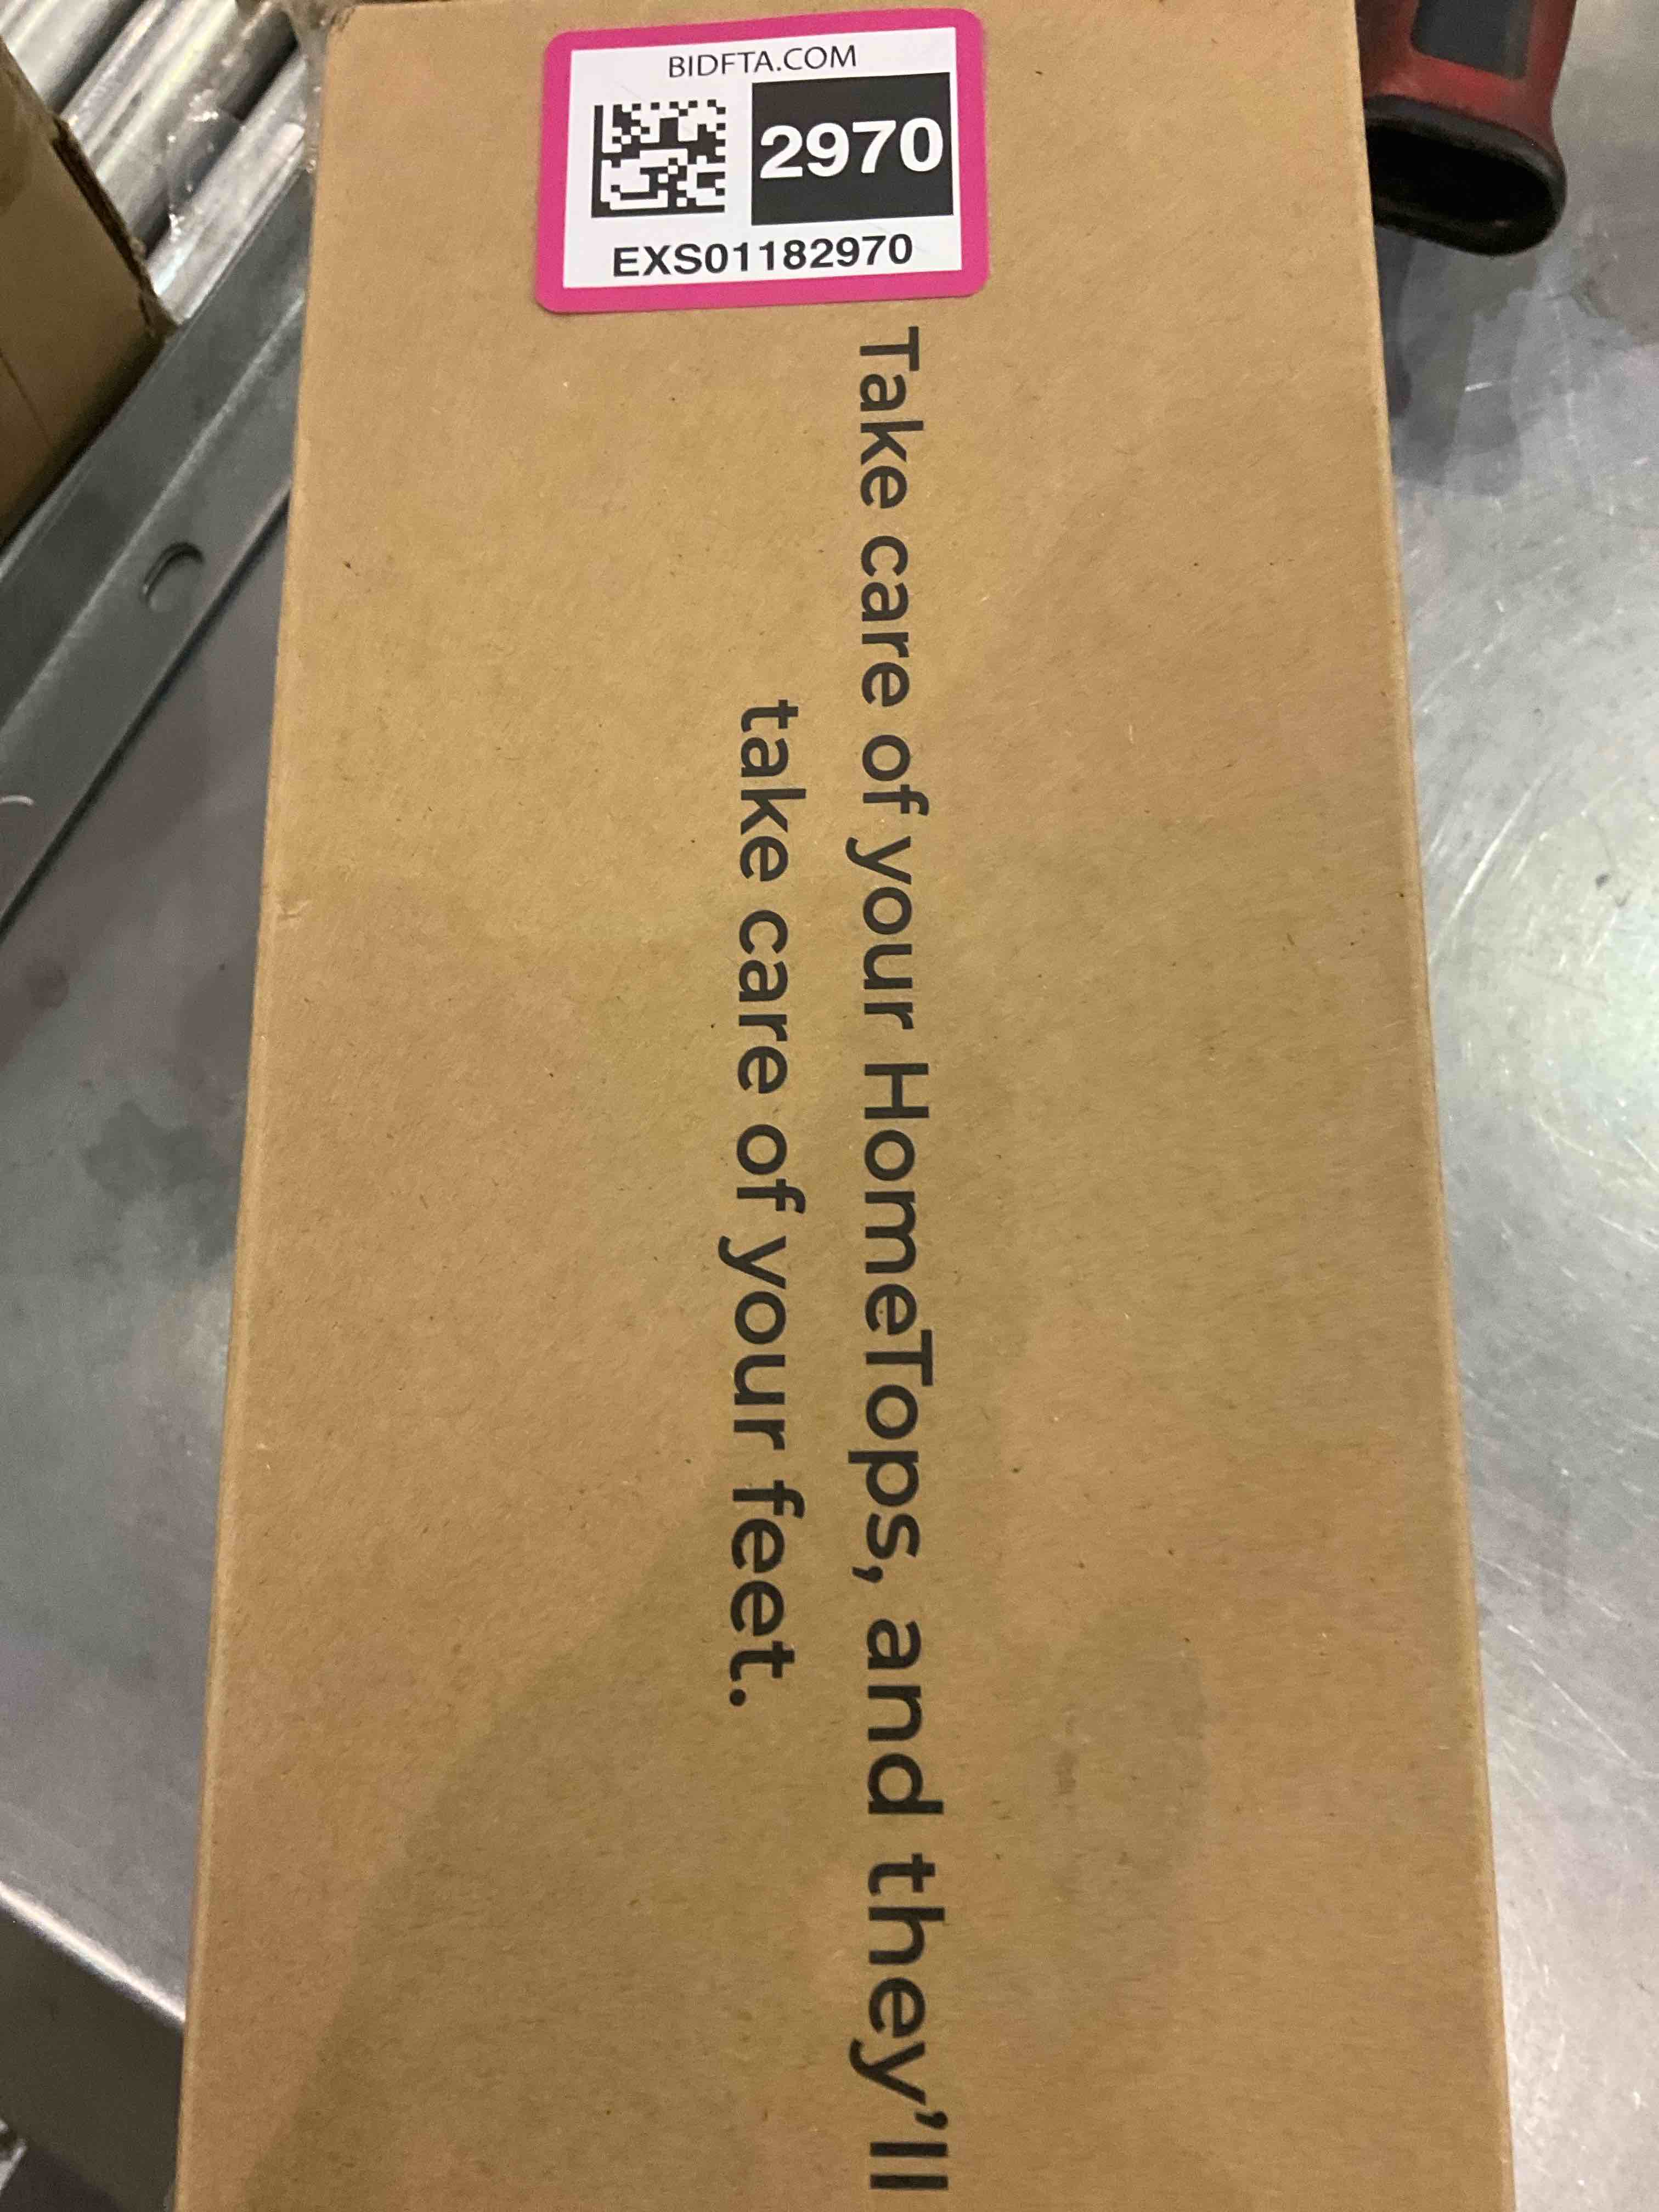 BIDFTA.COM
2970
EXS01182970
Take care of your HomeTops, and they'll
take care of your feet.